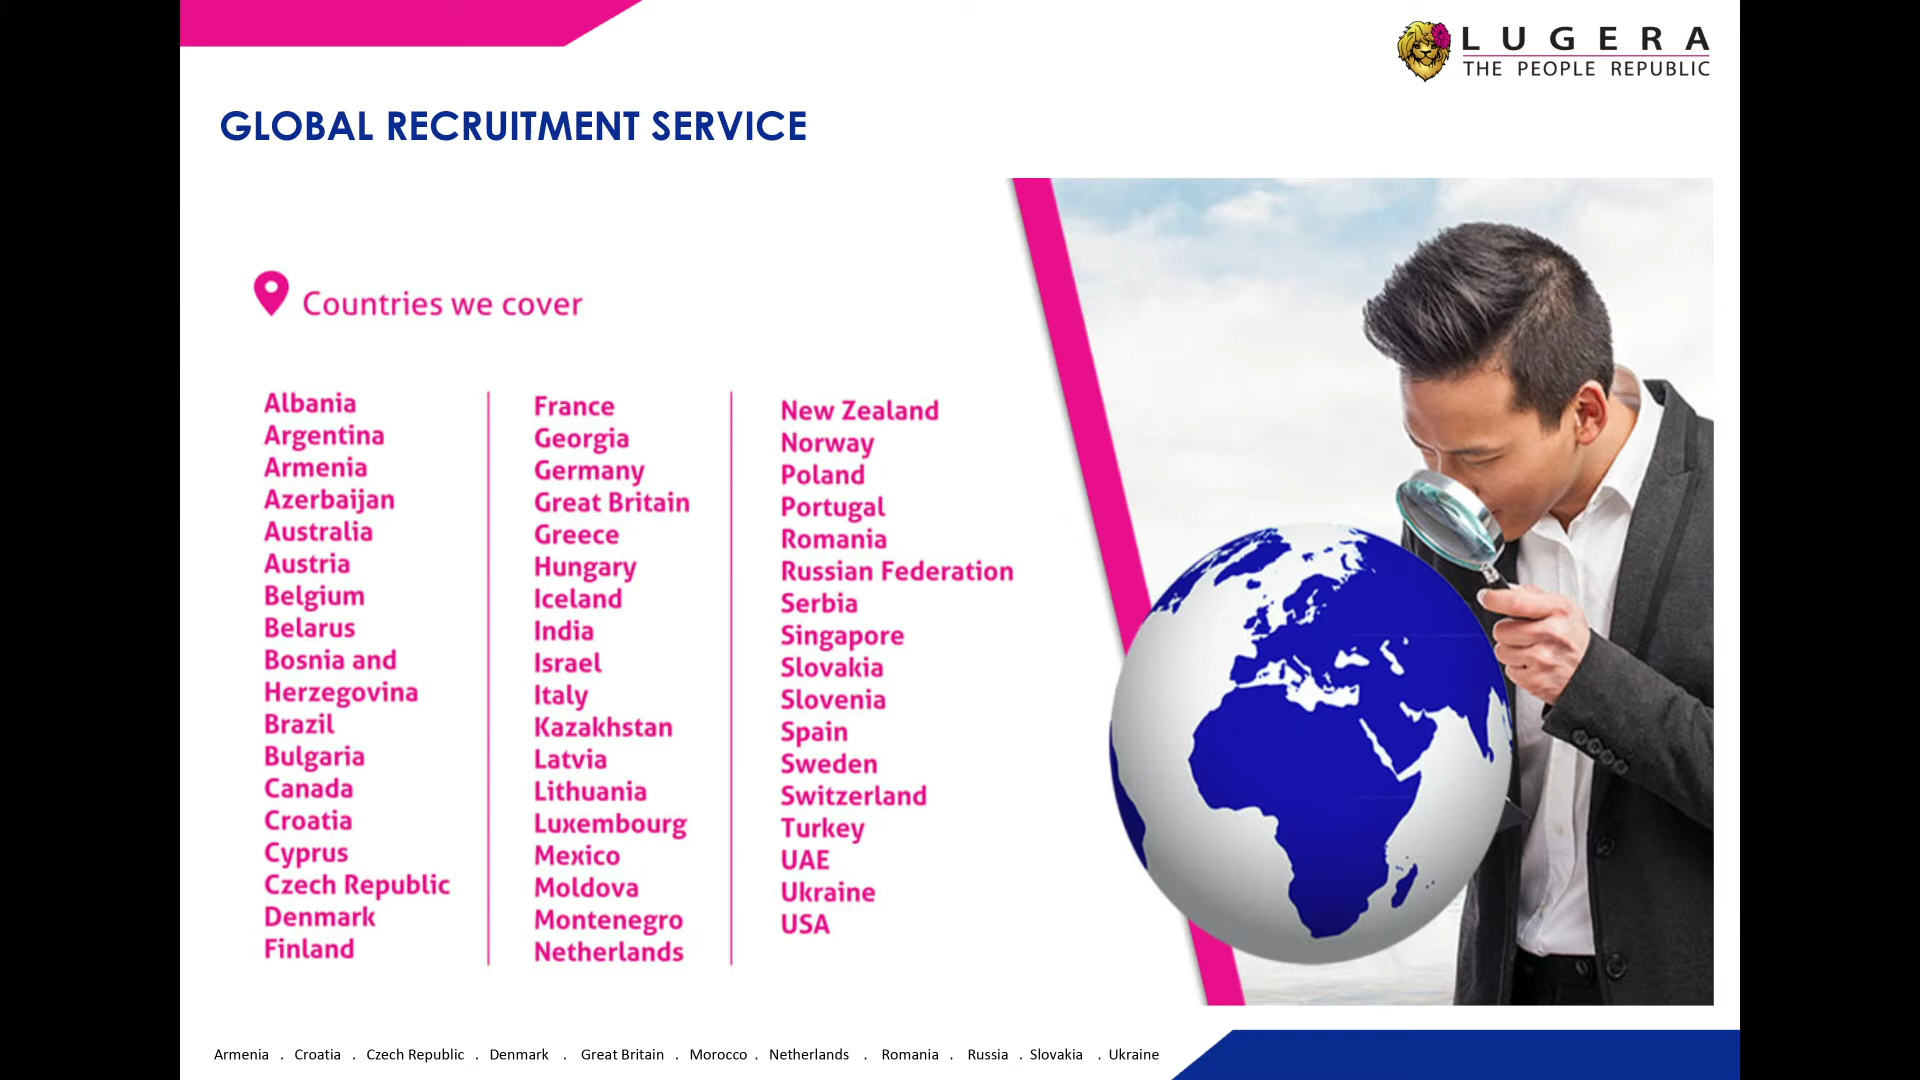 LUGERA
THE PEOPLE REPUBLIC
GLOBAL RECRUITMENT SERVICE
Countries we cover
Albania
Argentina
Armenia
Azerbaijan
Australia
Austria
Belgium
Belarus
Bosnia and
Herzegovina
Brazil
Bulgaria
Canada
Croatia
Cyprus
Czech Republic
Denmark
Finland
France
Georgia
Germany
Great Britain
Greece
Hungary
Iceland
India
Israel
Italy
Kazakhstan
Latvia
Lithuania
Luxembourg
Mexico
Moldova
Montenegro
Netherlands
New Zealand
Norway
Poland
Portugal
Romania
Russian Federation
Serbia
Singapore
Slovakia
Slovenia
Spain
Sweden
Switzerland
Turkey
UAE
Ukraine
USA
Armenia . Croatia . Czech Republic . Denmark . Great Britain . Morocco . Netherlands . Romania . Russia . Slovakia . Ukraine